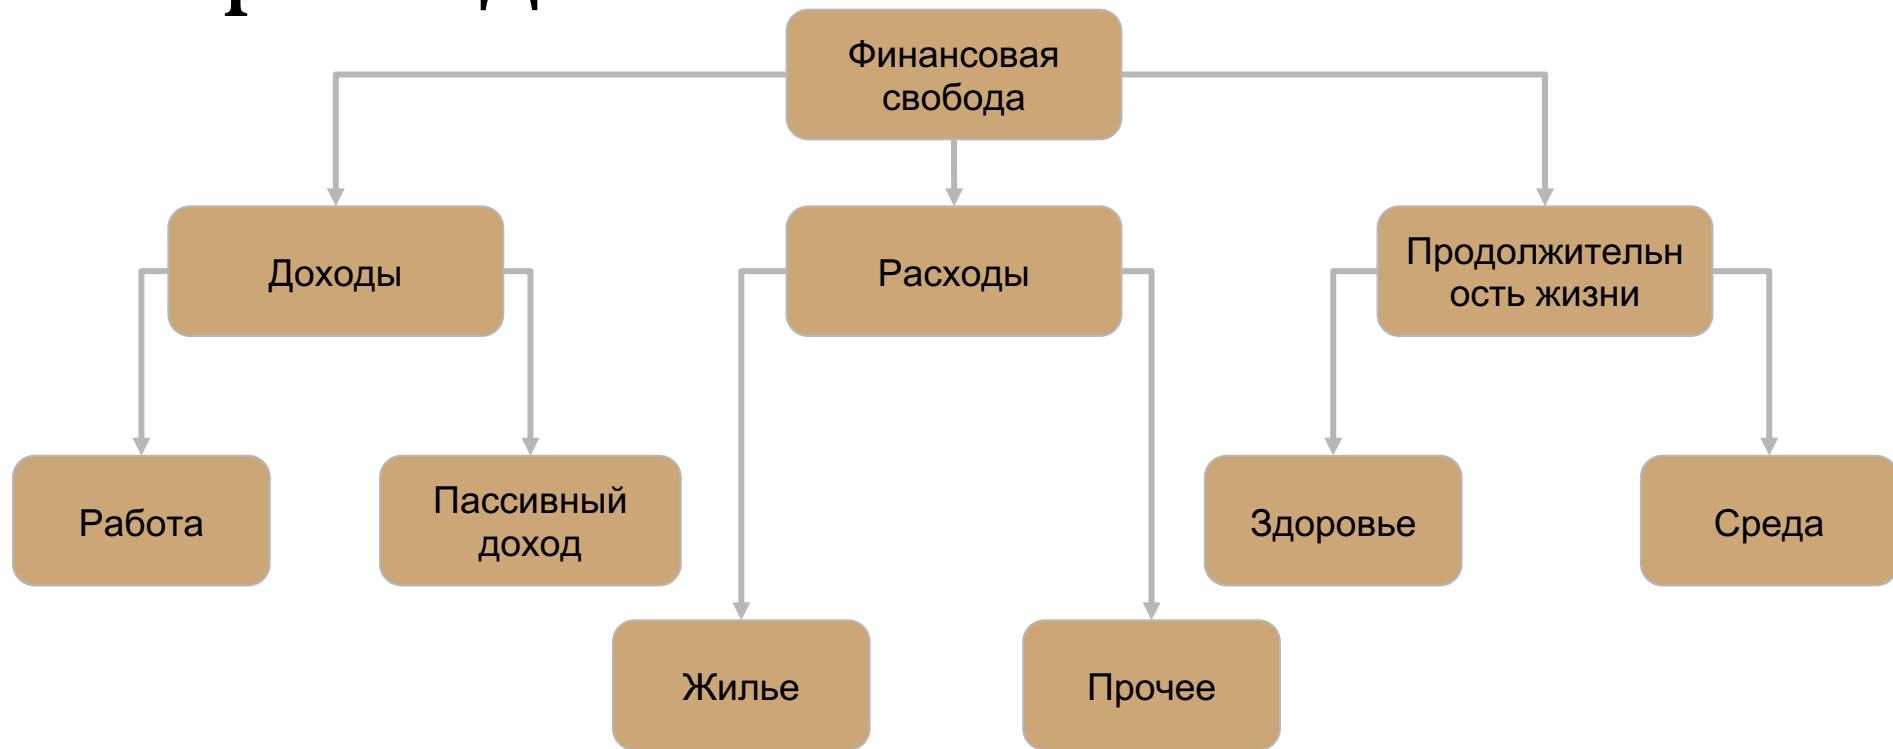 Финансовая
свобода
Доходы
Расходы
Продолжительн
ость жизни
Работа
Пассивный
доход
Здоровье
Среда
Жилье
Прочее